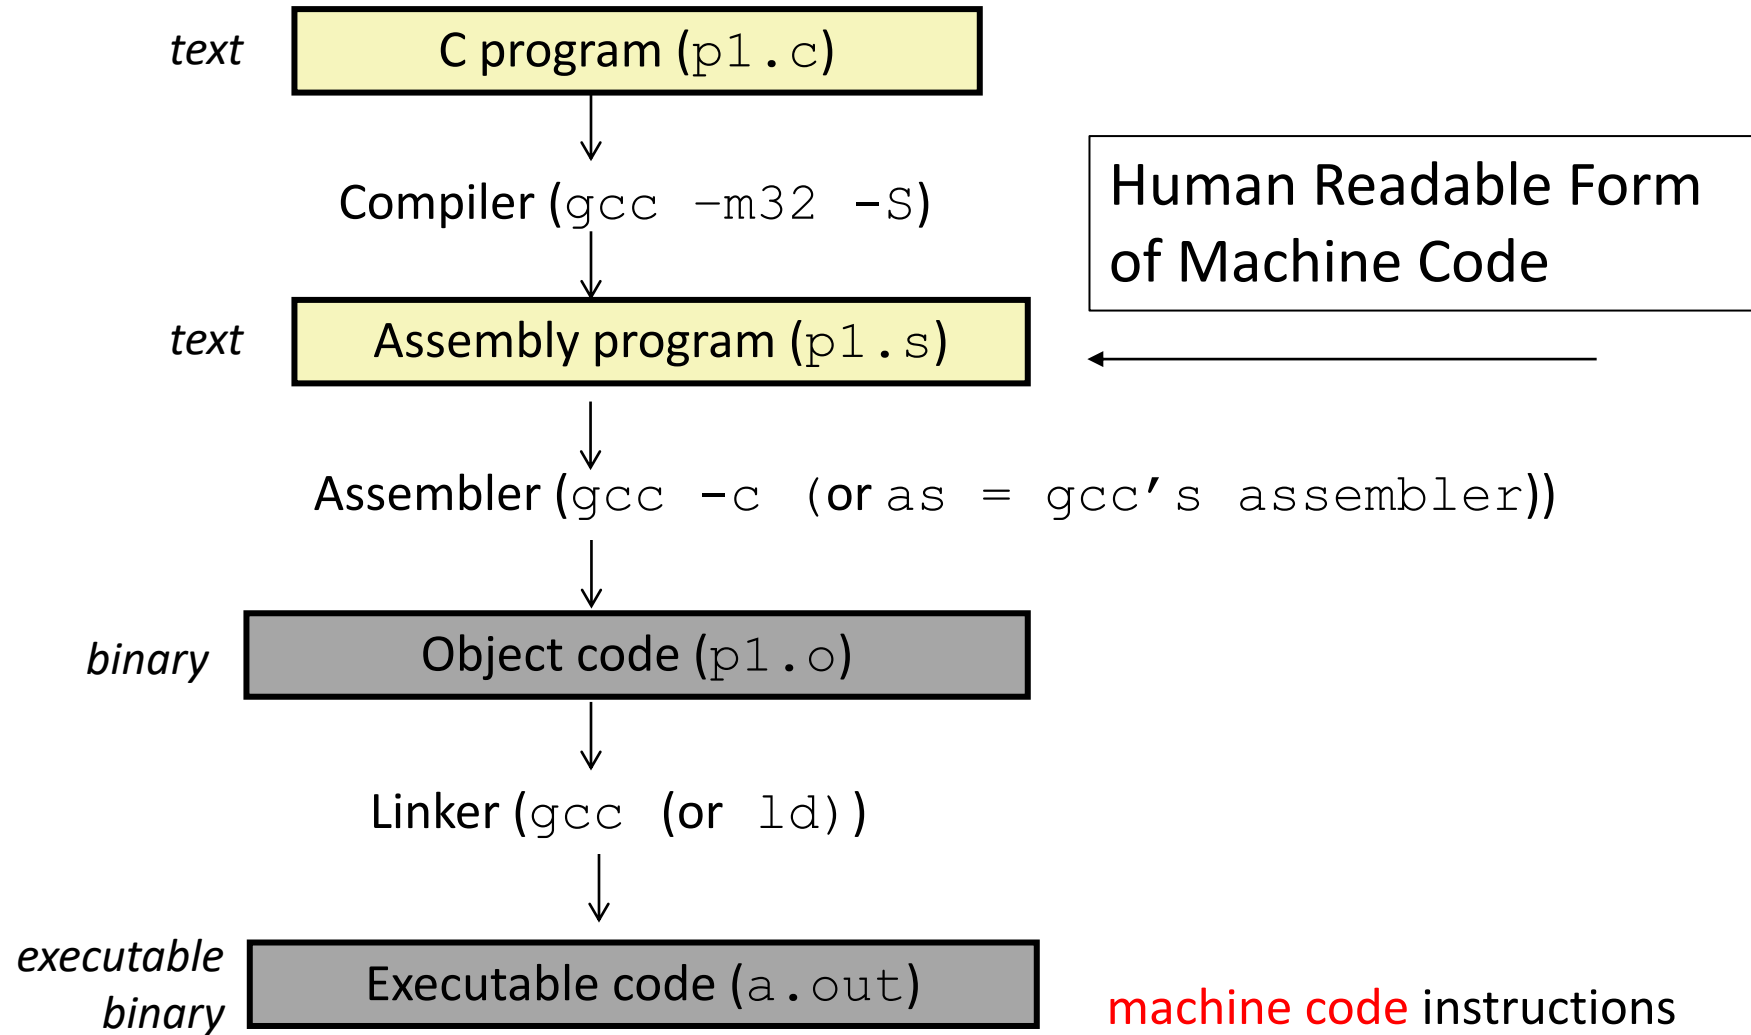 text
C program (p1.c)
Compiler (gcc –m32 -S)
Human Readable Form
of Machine Code
text
Assembly program (p1.s)
Assembler (gcc -c (or as = gcc’s assembler))
binary
Object code (p1.o)
Linker (gcc (or ld))
executable
binary
Executable code (a.out)
machine code instructions